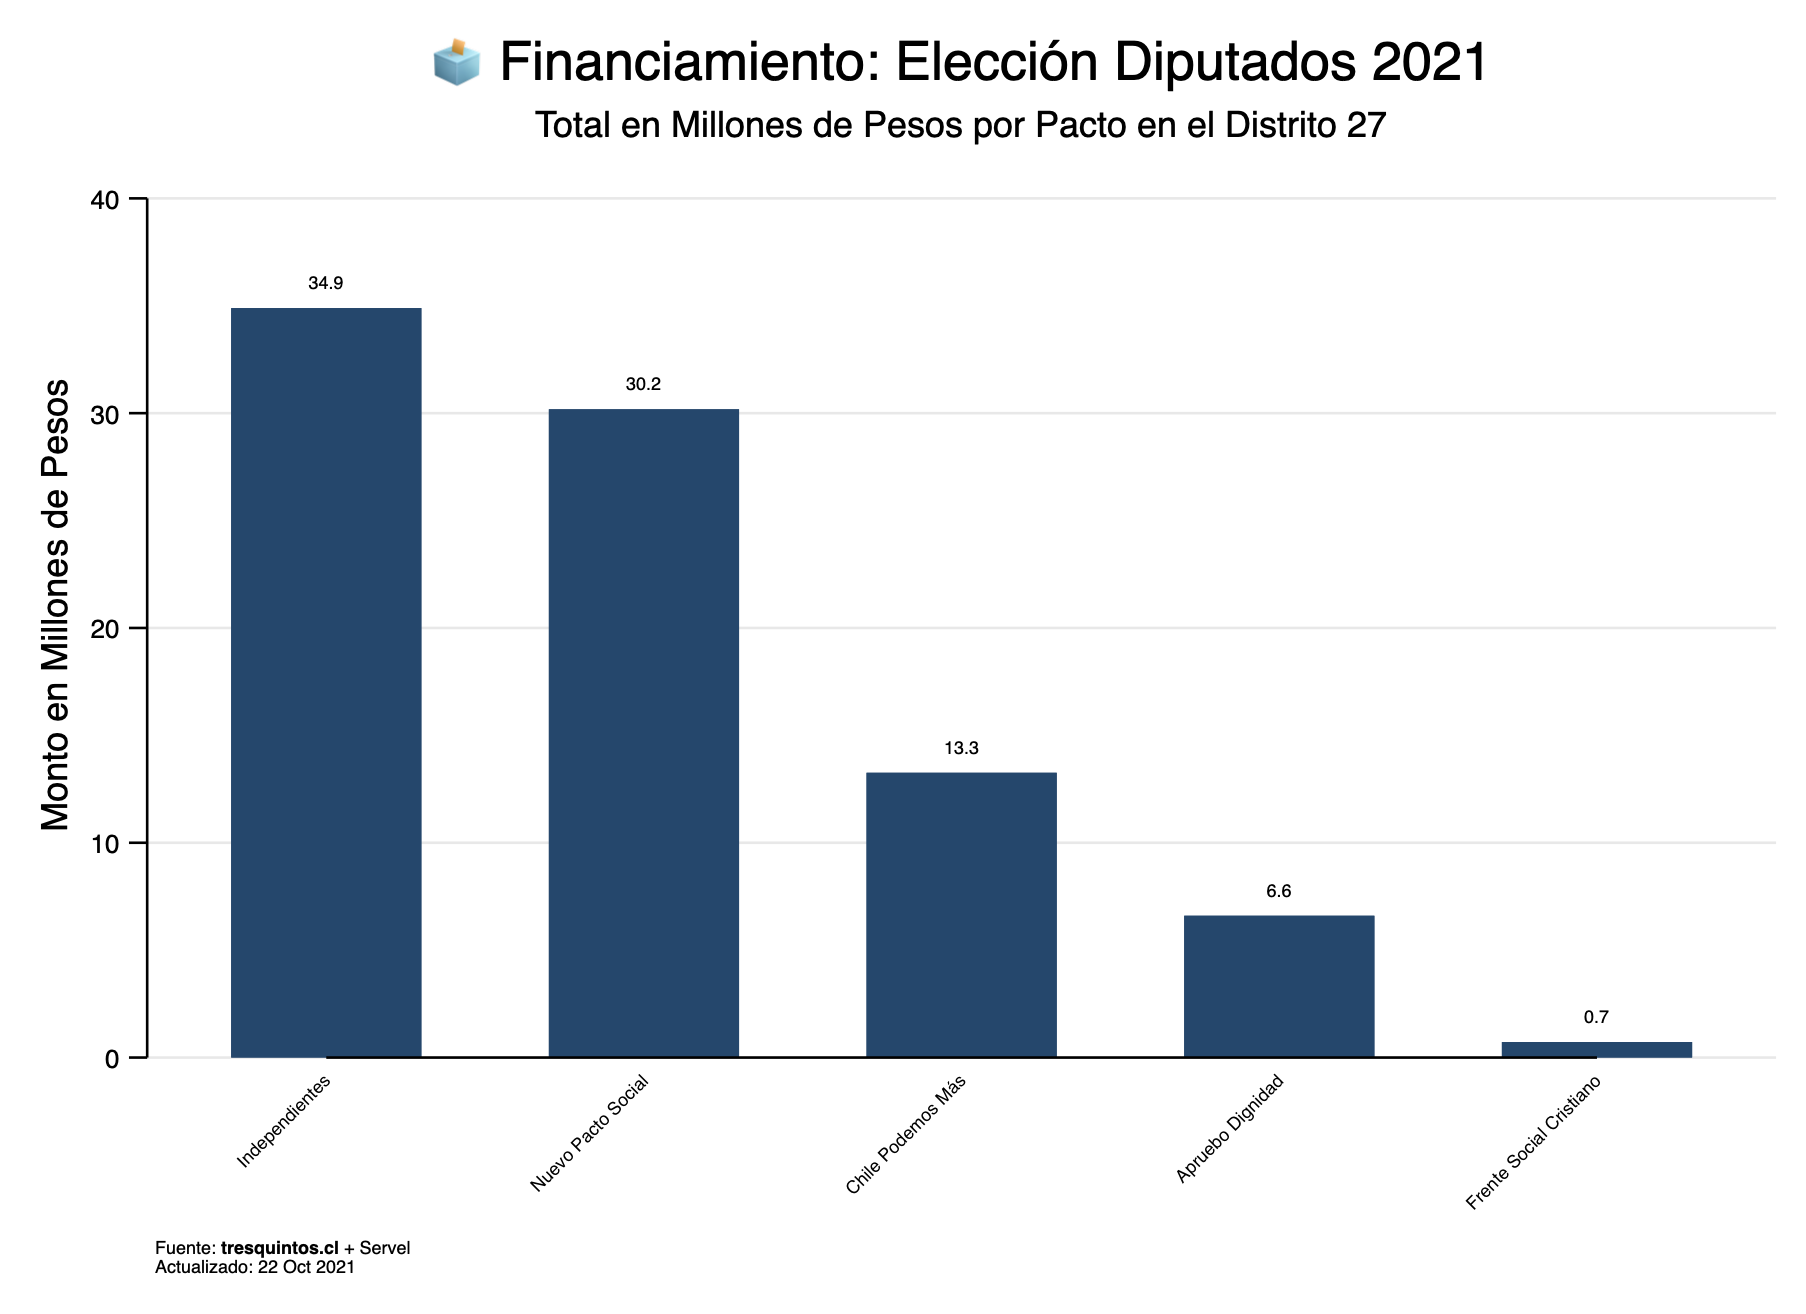 Financiamiento: Elección Diputados 2021
Total en Millones de Pesos por Pacto en el Distrito 27
Monto en Millones de Pesos
40
30
20
10
0
34.9
30.2
13.3
6.6
0.7
Independientes
Nuevo Pacto Social
Chile Podemos Más
Apruebo Dignidad
Frente Social Cristiano
Fuente: tresquintos.cl + Servel
Actualizado: 22 Oct 2021